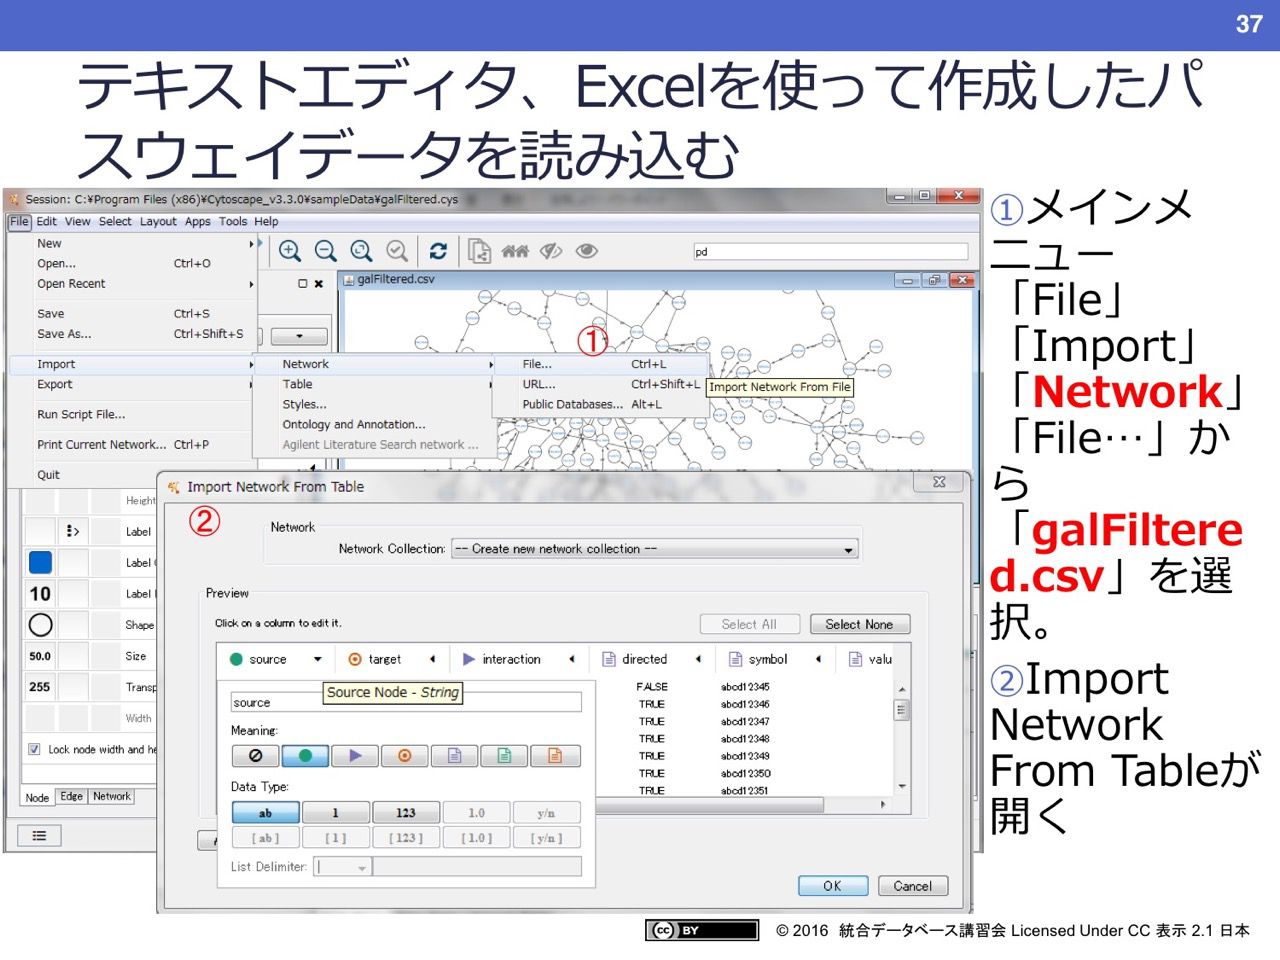 37
テキストエディタ、Excelを使って作成したパ
スウェイデータを読み込む
Session: C:¥Program Files (x86)¥Cytoscape_v3.3.0¥sampleData¥galFiltered.cys
File Edit View Select Layout Apps Tools Help
New
Open... Ctrl+O
Open Recent
Save Ctrl+S
Save As... Ctrl+Shift+S
Import
Export
Run Script File...
Print Current Network... Ctrl+P
Quit
pd
galFiltered.csv
①
Network
Table
Styles...
Ontology and Annotation...
Agilent Literature Search network ...
File... Ctrl+L
URL... Ctrl+Shift+L
Public Databases... Alt+L
Import Network From File
Height
Label
Label
10 Label
Shape
50.0 Size
255 Transp
Width
Lock node width and he
Node Edge Network
Import Network From Table
②
Network
Network Collection: -- Create new network collection --
Preview
Click on a column to edit it.
Select All Select None
source target interaction directed symbol valu
Source Node - String
source
Meaning:
Data Type:
ab 1 123 1.0 y/n
[ ab ] [ 1 ] [ 123 ] [ 1.0 ] [ y/n ]
List Delimiter: |
FALSE abcd12345
TRUE abcd12346
TRUE abcd12347
TRUE abcd12348
TRUE abcd12349
TRUE abcd12350
TRUE abcd12351
OK Cancel
①メインメ
ニュー
「File」
「Import」
「Network」
「File…」か
ら
「galFiltere
d.csv」を選
択。
②Import
Network
From Tableが
開く
cc BY
© 2016 統合データベース講習会 Licensed Under CC 表示 2.1 日本